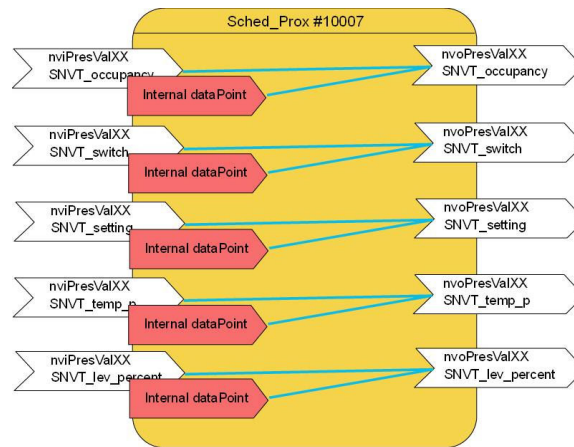 Sched_Prox #10007
nviPresValXX
SNVT_occupancy
nvoPresValXX
SNVT_occupancy
Internal dataPoint
nviPresValXX
SNVT_switch
nvoPresValXX
SNVT_switch
Internal dataPoint
nviPresValXX
SNVT_setting
nvoPresValXX
SNVT_setting
Internal dataPoint
nviPresValXX
SNVT_temp_p
nvoPresValXX
SNVT_temp_p
Internal dataPoint
nviPresValXX
SNVT_lev_percent
nvoPresValXX
SNVT_lev_percent
Internal dataPoint